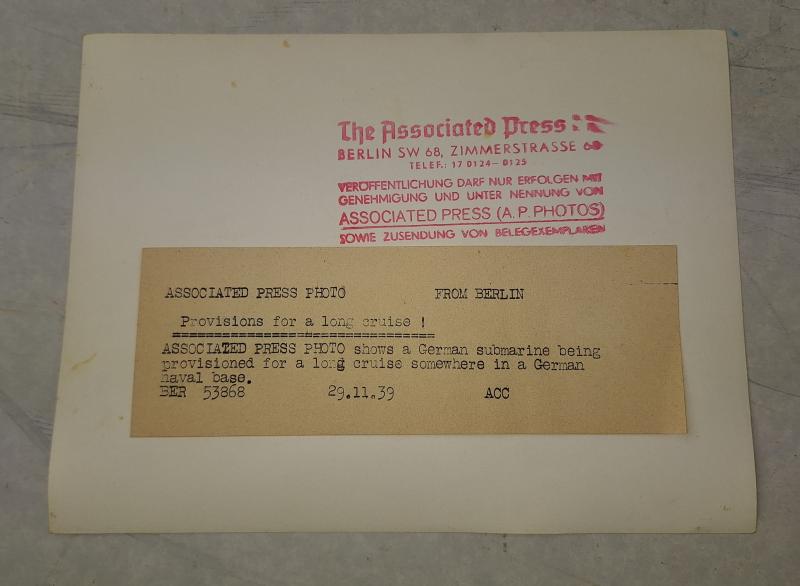 The Associated Press
BERLIN SW 68, ZIMMERSTRASSE 68
TELEF.: 17 0124-0125
VERÖFFENTLICHUNG DARF NUR ERFOLGEN MIT
GENEHMIGUNG UND UNTER NENNUNG VON
ASSOCIATED PRESS (A.P. PHOTOS)
SOWIE ZUSENDUNG VON BELEGEXEMPLAREN
ASSOCIATED PRESS PHOTO FROM BERLIN
Provisions for a long cruise !
==================================
ASSOCIATED PRESS PHOTO shows a German submarine being
provisioned for a long cruise somewhere in a German
naval base.
BER 53868 29.11.39 ACC